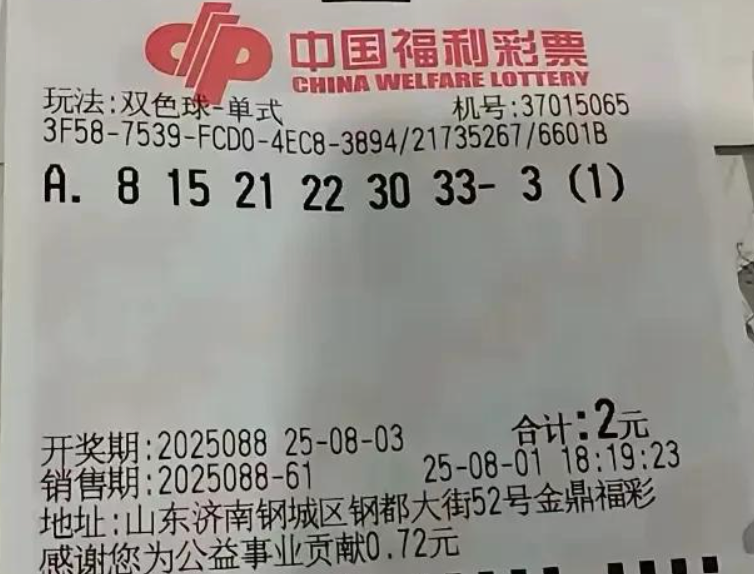 中国福利彩票
CHINA WELFARE LOTTERY
玩法:双色球-单式 机号:37015065
3F58-7539-FCD0-4EC8-3894/21735267/6601B
A. 8 15 21 22 30 33- 3 (1)
合计:2元
开奖期:2025088 25-08-03
销售期:2025088-61 25-08-01 18:19:23
地址:山东济南钢城区钢都大街52号金鼎福彩
感谢您为公益事业贡献0.72元